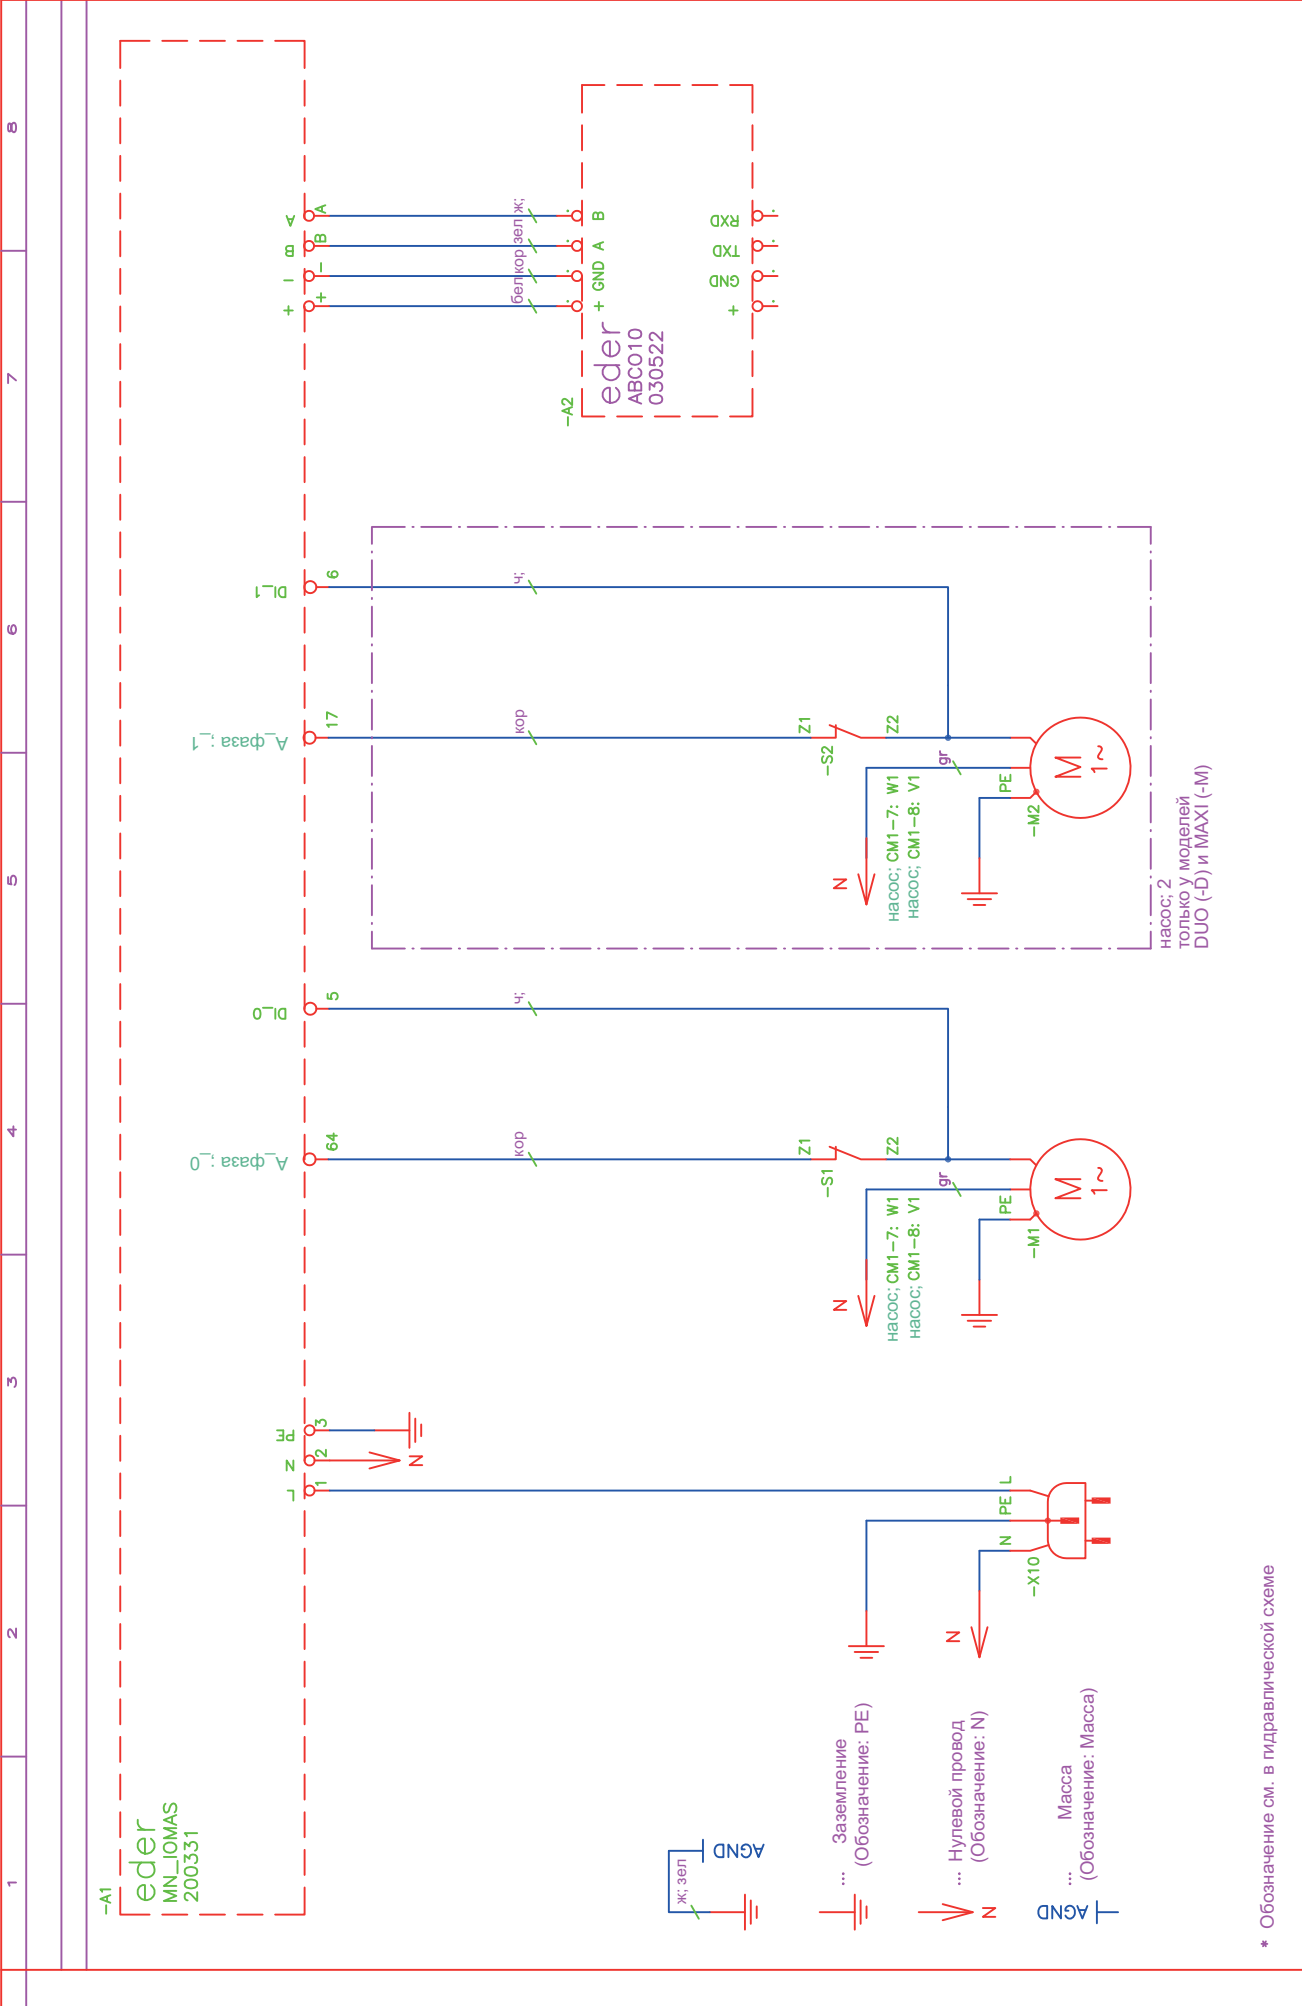 1
2
3
4
5
6
7
8
-A1
eder
MN_IOMAS
200331
L
N
PE
А_фаза ;_0
DI_0
А_фаза ;_1
DI_1
+
-
B
A
1
2
3
64
5
17
6
+
-
B
A
N
кор
ч;
кор
ч;
бел кор зел ж;
-A2
eder
ABCO10
030522
+ GND A B
+
GND
TXD
RXD
ж; зел
AGND
-S1
Z1
Z2
-S2
Z1
Z2
N
насос; CM1-7: W1
насос; CM1-8: V1
gr
PE
-M1
M
1~
N
насос; CM1-7: W1
насос; CM1-8: V1
gr
PE
-M2
M
1~
насос; 2
только у моделей
DUO (-D) и MAXI (-M)
N
N
PE
L
-X10
... Заземление
(Обозначение: PE)
N
... Нулевой провод
(Обозначение: N)
AGND
... Масса
(Обозначение: Масса)
* Обозначение см. в гидравлической схеме